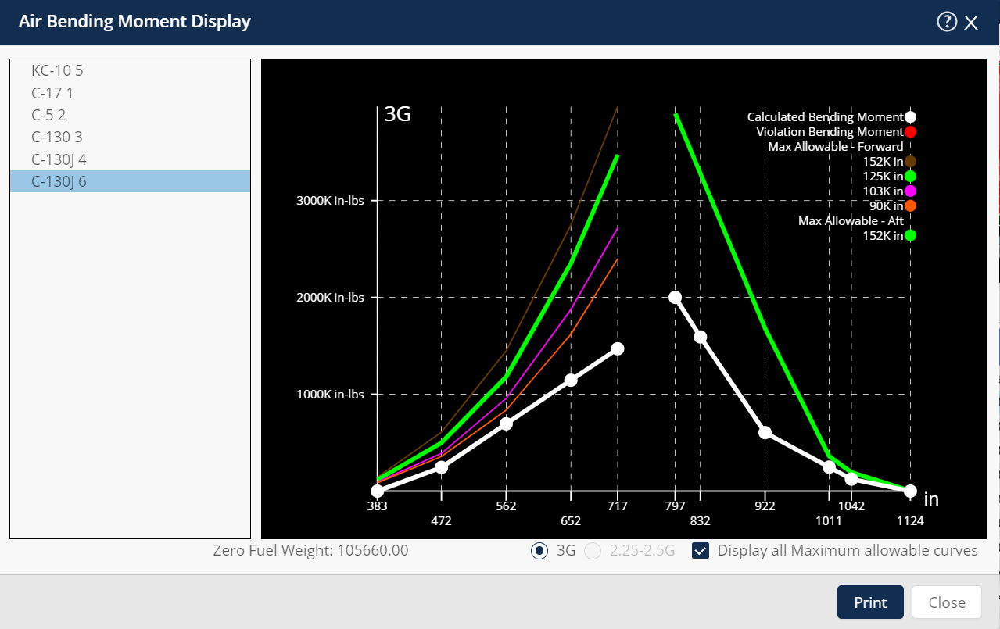 Air Bending Moment Display
? X
KC-10 5
C-17 1
C-5 2
C-130 3
C-130J 4
C-130J 6
3G
Calculated Bending Moment
Violation Bending Moment
Max Allowable - Forward
152K in
125K in
103K in
90K in
Max Allowable - Aft
152K in
3000K in-lbs
2000K in-lbs
1000K in-lbs
in
383 562 717 797 922 1042
472 652 832 1011 1124
Zero Fuel Weight: 105660.00 3G 2.25-2.5G Display all Maximum allowable curves
Print Close